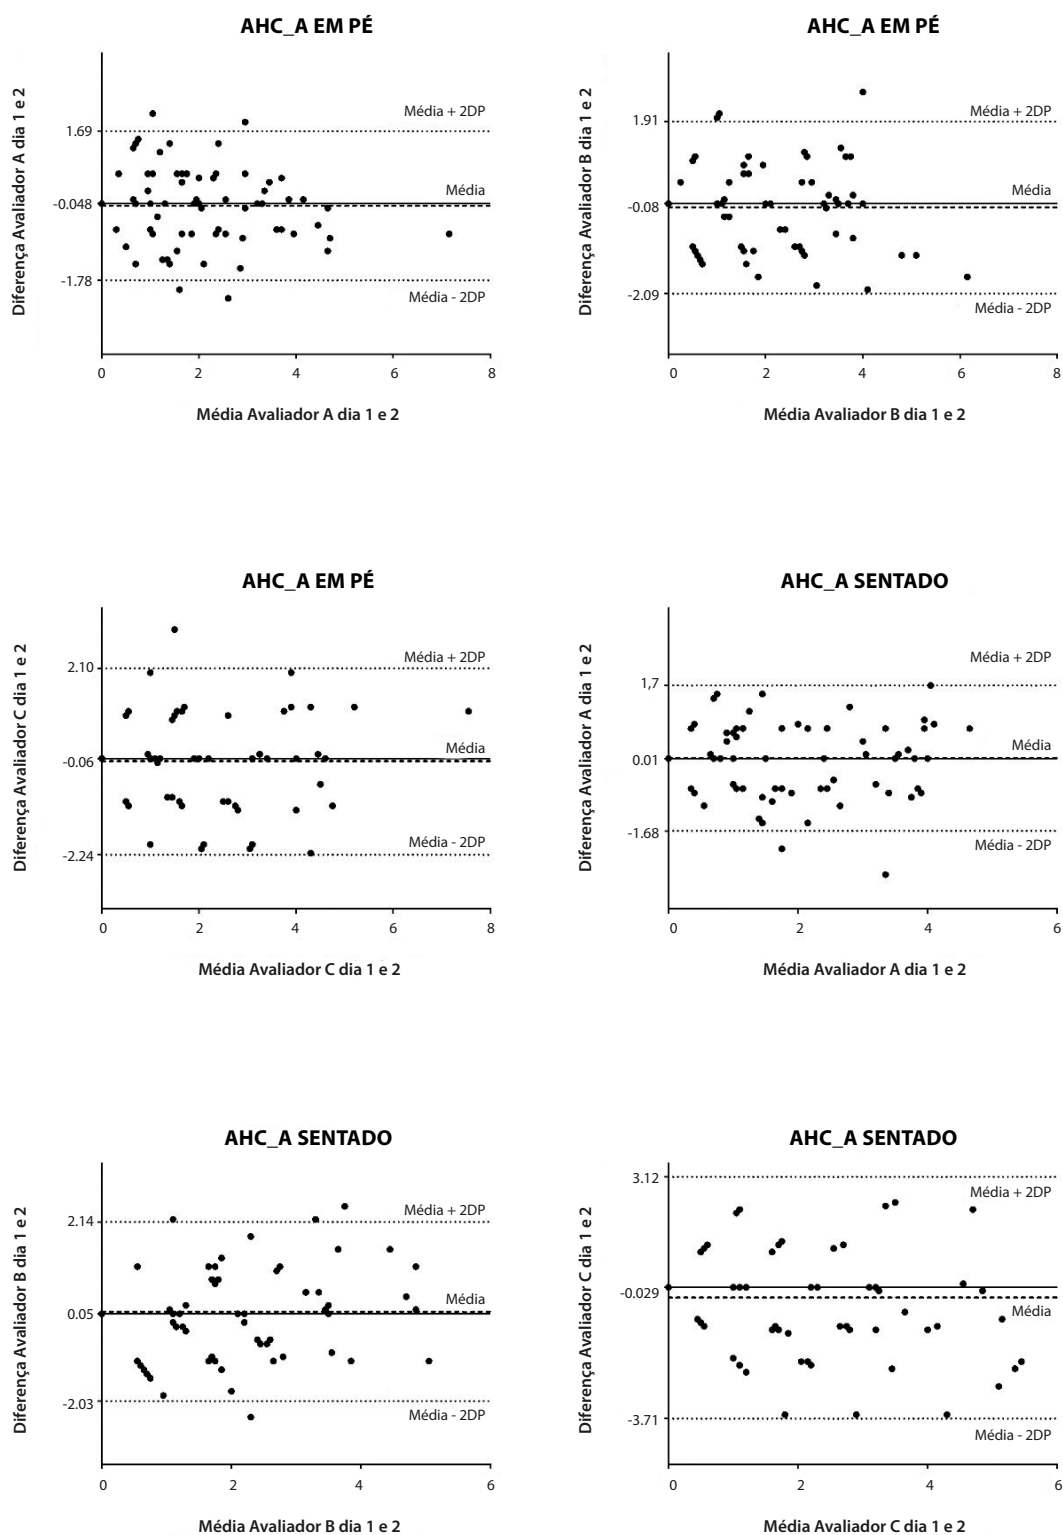 AHC_A EM PÉ
Diferença Avaliador A dia 1 e 2
Média + 2DP
1.69
Média
-0.048
-1.78
Média - 2DP
0 2 4 6 8
Média Avaliador A dia 1 e 2
AHC_A EM PÉ
Diferença Avaliador B dia 1 e 2
Média + 2DP
1.91
Média
-0.08
-2.09
Média - 2DP
0 2 4 6 8
Média Avaliador B dia 1 e 2
AHC_A EM PÉ
Diferença Avaliador C dia 1 e 2
Média + 2DP
2.10
Média
-0.06
-2.24
Média - 2DP
0 2 4 6 8
Média Avaliador C dia 1 e 2
AHC_A SENTADO
Diferença Avaliador A dia 1 e 2
Média + 2DP
1,7
Média
0.01
-1.68
Média - 2DP
0 2 4 6
Média Avaliador A dia 1 e 2
AHC_A SENTADO
Diferença Avaliador B dia 1 e 2
Média + 2DP
2.14
Média
0.05
-2.03
Média - 2DP
0 2 4 6
Média Avaliador B dia 1 e 2
AHC_A SENTADO
Diferença Avaliador C dia 1 e 2
3.12
Média + 2DP
-0.029
Média
-3.71
Média - 2DP
0 2 4 6
Média Avaliador C dia 1 e 2